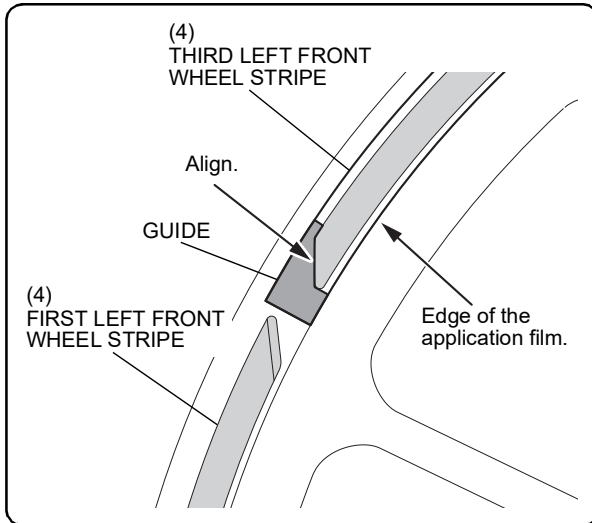 (4)
THIRD LEFT FRONT
WHEEL STRIPE
Align.
GUIDE
(4)
FIRST LEFT FRONT
WHEEL STRIPE
Edge of the
application film.